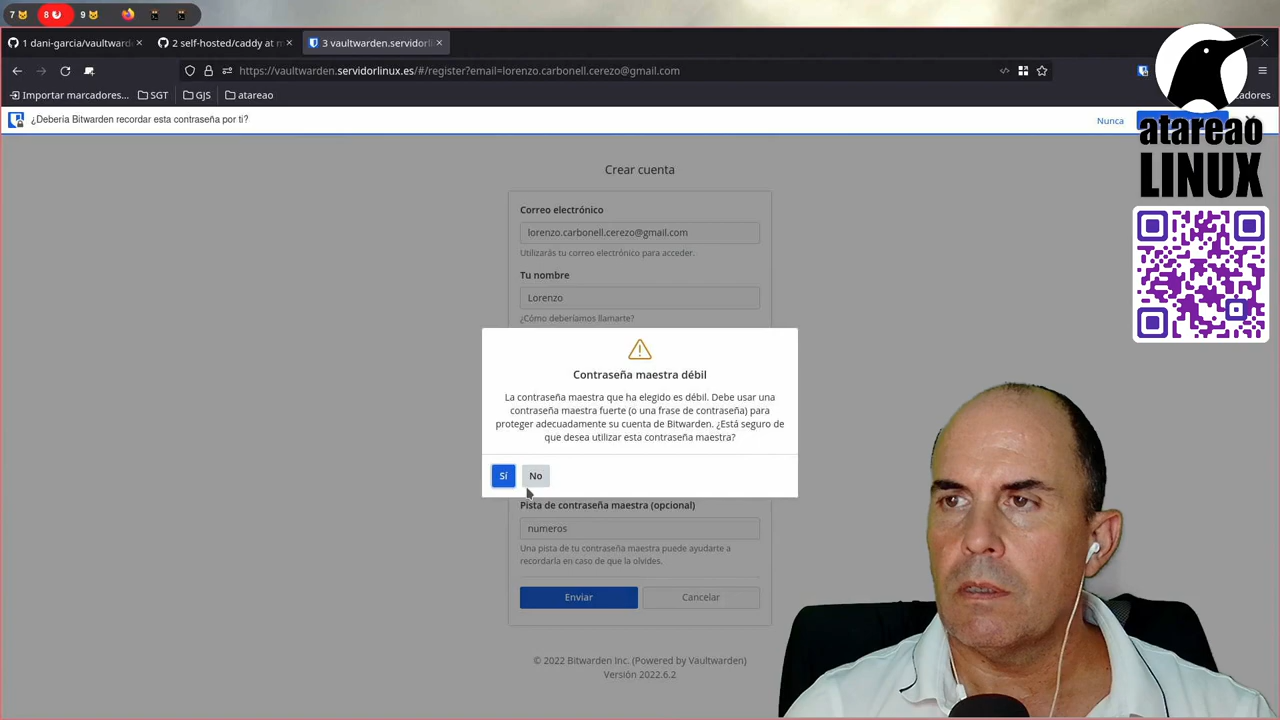 7 8 9
1 dani-garcia/vaultward
2 self-hosted/caddy at m
3 vaultwarden.servidorli
https://vaultwarden.servidorlinux.es/#/register?email=lorenzo.carbonell.cerezo@gmail.com
Importar marcadores... SGT GJS atareao
cadores
¿Debería Bitwarden recordar esta contraseña por ti?
Nunca
atareao
LINUX
Crear cuenta
Correo electrónico
lorenzo.carbonell.cerezo@gmail.com
Utilizarás tu correo electrónico para acceder.
Tu nombre
Lorenzo
¿Cómo deberíamos llamarte?
Contraseña maestra débil
La contraseña maestra que ha elegido es débil. Debe usar una
contraseña maestra fuerte (o una frase de contraseña) para
proteger adecuadamente su cuenta de Bitwarden. ¿Está seguro de
que desea utilizar esta contraseña maestra?
Sí No
Pista de contraseña maestra (opcional)
numeros
Una pista de tu contraseña maestra puede ayudarte a
recordarla en caso de que la olvides.
Enviar Cancelar
© 2022 Bitwarden Inc. (Powered by Vaultwarden)
Versión 2022.6.2